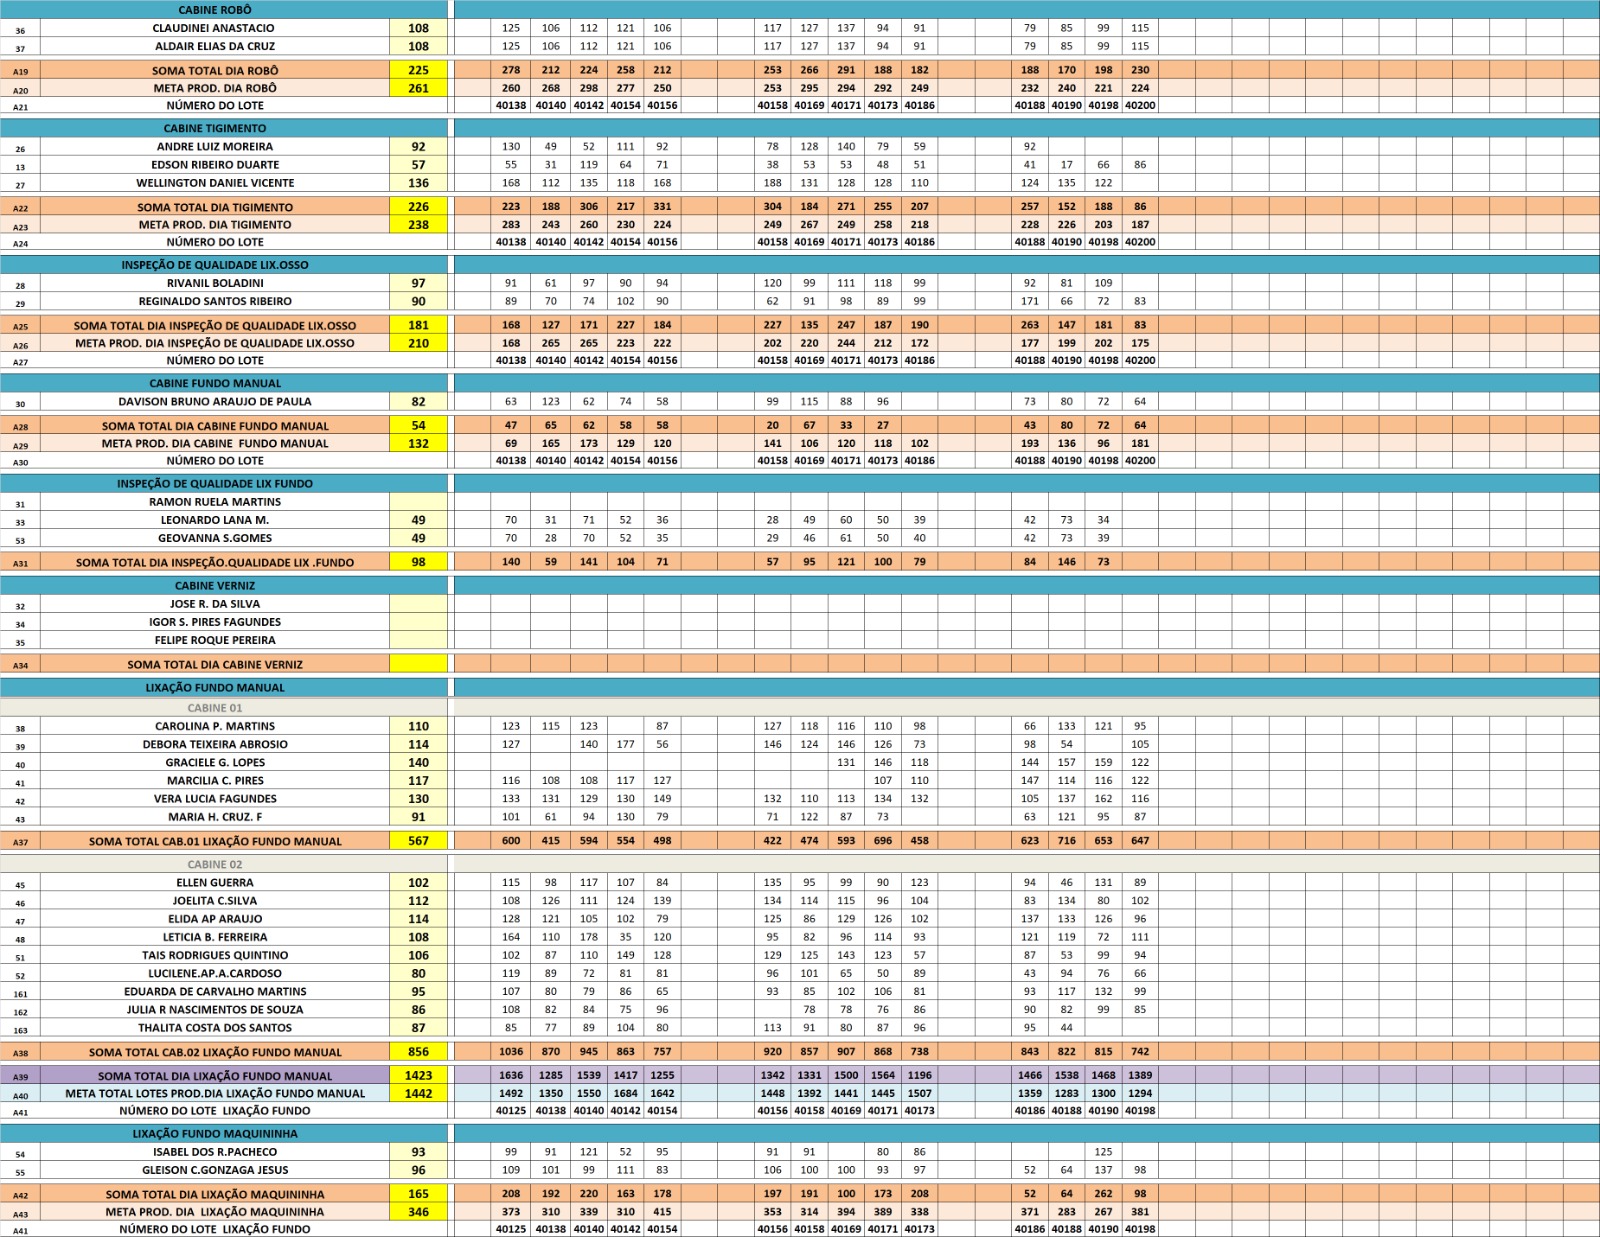 CABINE ROBÔ
36 CLAUDINEI ANASTACIO 108 125 106 112 121 106 117 127 137 94 91 79 85 99 115
37 ALDAIR ELIAS DA CRUZ 108 125 106 112 121 106 117 127 137 94 91 79 85 99 115
A19 SOMA TOTAL DIA ROBÔ 225 278 212 224 258 212 253 266 291 188 182 188 170 198 230
A20 META PROD. DIA ROBÔ 261 260 268 298 277 250 253 295 294 292 249 232 240 221 224
A21 NÚMERO DO LOTE 40138 40140 40142 40154 40156 40158 40169 40171 40173 40186 40188 40190 40198 40200
CABINE TIGIMENTO
26 ANDRE LUIZ MOREIRA 92 130 49 52 111 92 78 128 140 79 59 92
13 EDSON RIBEIRO DUARTE 57 55 31 119 64 71 38 53 53 48 51 41 17 66 86
27 WELLINGTON DANIEL VICENTE 136 168 112 135 118 168 188 131 128 128 110 124 135 122
A22 SOMA TOTAL DIA TIGIMENTO 226 223 188 306 217 331 304 184 271 255 207 257 152 188 86
A23 META PROD. DIA TIGIMENTO 238 283 243 260 230 224 249 267 249 258 218 228 226 203 187
A24 NÚMERO DO LOTE 40138 40140 40142 40154 40156 40158 40169 40171 40173 40186 40188 40190 40198 40200
INSPEÇÃO DE QUALIDADE LIX.OSSO
28 RIVANIL BOLADINI 97 91 61 97 90 94 120 99 111 118 99 92 81 109
29 REGINALDO SANTOS RIBEIRO 90 89 70 74 102 90 62 91 98 89 99 171 66 72 83
A25 SOMA TOTAL DIA INSPEÇÃO DE QUALIDADE LIX.OSSO 181 168 127 171 227 184 227 135 247 187 190 263 147 181 83
A26 META PROD. DIA INSPEÇÃO DE QUALIDADE LIX.OSSO 210 168 265 265 223 222 202 220 244 212 172 177 199 202 175
A27 NÚMERO DO LOTE 40138 40140 40142 40154 40156 40158 40169 40171 40173 40186 40188 40190 40198 40200
CABINE FUNDO MANUAL
30 DAVISON BRUNO ARAUJO DE PAULA 82 63 123 62 74 58 99 115 88 96 73 80 72 64
A28 SOMA TOTAL DIA CABINE FUNDO MANUAL 54 47 65 62 58 58 20 67 33 27 43 80 72 64
A29 META PROD. DIA CABINE FUNDO MANUAL 132 69 165 173 129 120 141 106 120 118 102 193 136 96 181
A30 NÚMERO DO LOTE 40138 40140 40142 40154 40156 40158 40169 40171 40173 40186 40188 40190 40198 40200
INSPEÇÃO DE QUALIDADE LIX FUNDO
31 RAMON RUELA MARTINS
33 LEONARDO LANA M. 49 70 31 71 52 36 28 49 60 50 39 42 73 34
53 GEOVANNA S.GOMES 49 70 28 70 52 35 29 46 61 50 40 42 73 39
A31 SOMA TOTAL DIA INSPEÇÃO.QUALIDADE LIX .FUNDO 98 140 59 141 104 71 57 95 121 100 79 84 146 73
CABINE VERNIZ
32 JOSE R. DA SILVA
34 IGOR S. PIRES FAGUNDES
35 FELIPE ROQUE PEREIRA
A34 SOMA TOTAL DIA CABINE VERNIZ
LIXAÇÃO FUNDO MANUAL
CABINE 01
38 CAROLINA P. MARTINS 110 123 115 123 87 127 118 116 110 98 66 133 121 95
39 DEBORA TEIXEIRA ABROSIO 114 127 140 177 56 146 124 146 126 73 98 54 105
40 GRACIELE G. LOPES 140 131 146 118 144 157 159 122
41 MARCILIA C. PIRES 117 116 108 108 117 127 107 110 147 114 116 122
42 VERA LUCIA FAGUNDES 130 133 131 129 130 149 132 110 113 134 132 105 137 162 116
43 MARIA H. CRUZ. F 91 101 61 94 130 79 71 122 87 73 63 121 95 87
A37 SOMA TOTAL CAB.01 LIXAÇÃO FUNDO MANUAL 567 600 415 594 554 498 422 474 593 696 458 623 716 653 647
CABINE 02
45 ELLEN GUERRA 102 115 98 117 107 84 135 95 99 90 123 94 46 131 89
46 JOELITA C.SILVA 112 108 126 111 124 139 134 114 115 96 104 83 134 80 102
47 ELIDA AP ARAUJO 114 128 121 105 102 79 125 86 129 126 102 137 133 126 96
48 LETICIA B. FERREIRA 108 164 110 178 35 120 95 82 96 114 93 121 119 72 111
51 TAIS RODRIGUES QUINTINO 106 102 87 110 149 128 129 125 143 123 57 87 53 99 94
52 LUCILENE.AP.A.CARDOSO 80 119 89 72 81 81 96 101 65 50 89 43 94 76 66
161 EDUARDA DE CARVALHO MARTINS 95 107 80 79 86 65 93 85 102 106 81 93 117 132 99
162 JULIA R NASCIMENTOS DE SOUZA 86 108 82 84 75 96 78 78 76 86 90 82 99 85
163 THALITA COSTA DOS SANTOS 87 85 77 89 104 80 113 91 80 87 96 95 44
A38 SOMA TOTAL CAB.02 LIXAÇÃO FUNDO MANUAL 856 1036 870 945 863 757 920 857 907 868 738 843 822 815 742
A39 SOMA TOTAL DIA LIXAÇÃO FUNDO MANUAL 1423 1636 1285 1539 1417 1255 1342 1331 1500 1564 1196 1466 1538 1468 1389
A40 META TOTAL LOTES PROD.DIA LIXAÇÃO FUNDO MANUAL 1442 1492 1350 1550 1684 1642 1448 1392 1441 1445 1507 1359 1283 1300 1294
A41 NÚMERO DO LOTE LIXAÇÃO FUNDO 40125 40138 40140 40142 40154 40156 40158 40169 40171 40173 40186 40188 40190 40198
LIXAÇÃO FUNDO MAQUININHA
54 ISABEL DOS R.PACHECO 93 99 91 121 52 95 91 91 80 86 125
55 GLEISON C.GONZAGA JESUS 96 109 101 99 111 83 106 100 100 93 97 52 64 137 98
A42 SOMA TOTAL DIA LIXAÇÃO MAQUININHA 165 208 192 220 163 178 197 191 100 173 208 52 64 262 98
A43 META PROD. DIA LIXAÇÃO MAQUININHA 346 373 310 339 310 415 353 314 394 389 338 371 283 267 381
A41 NÚMERO DO LOTE LIXAÇÃO FUNDO 40125 40138 40140 40142 40154 40156 40158 40169 40171 40173 40186 40188 40190 40198